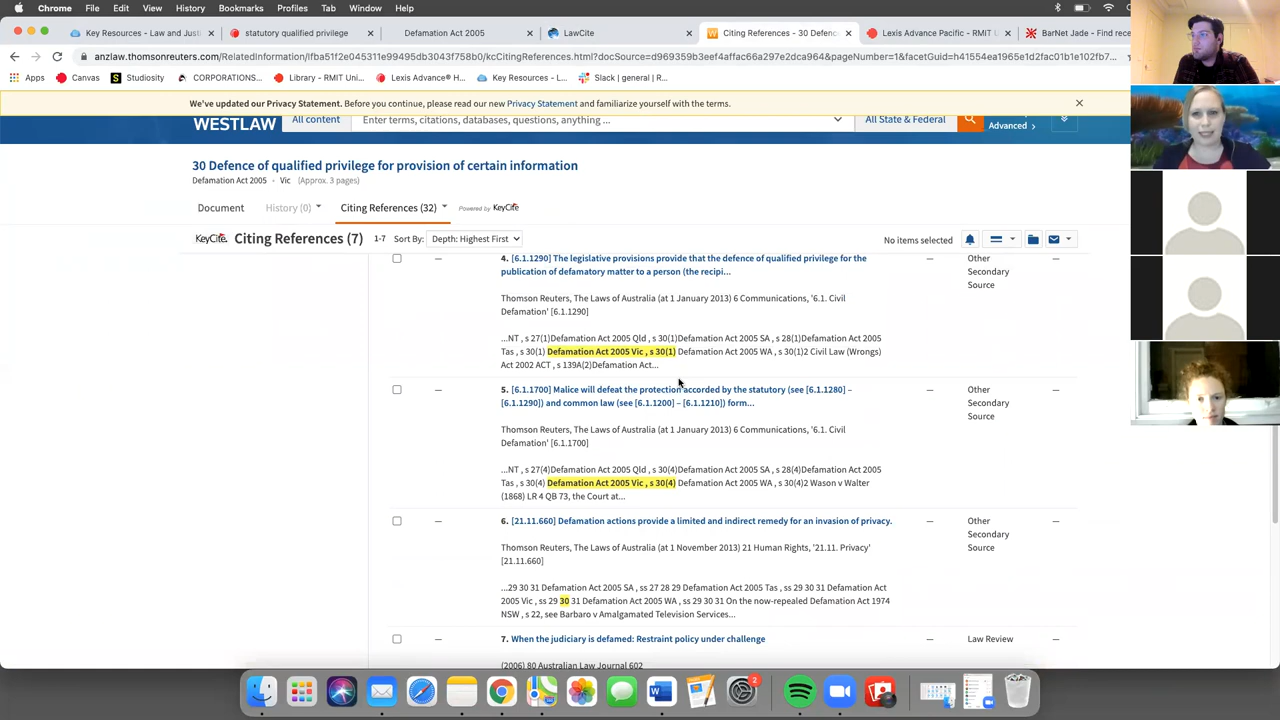 Chrome File Edit View History Bookmarks Profiles Tab Window Help
Key Resources - Law and Justi
statutory qualified privilege
Defamation Act 2005
LawCite
Citing References - 30 Defenc
Lexis Advance Pacific - RMIT L
BarNet Jade - Find rece
anzlaw.thomsonreuters.com/RelatedInformation/Ifba51f2e045311e99495db3043f758b0/kcCitingReferences.html?docSource=d969359b3eef4affac66a297e2dca964&pageNumber=1&facetGuid=h41554ea1965e1d2fac01b1e102fb7...
Apps Canvas Studiosity CORPORATIONS... Library - RMIT Uni... Lexis Advance® H... Key Resources - L... Slack | general | R...
We've updated our Privacy Statement. Before you continue, please read our new Privacy Statement and familiarize yourself with the terms.
WESTLAW All content Enter terms, citations, databases, questions, anything ... All State & Federal Advanced
30 Defence of qualified privilege for provision of certain information
Defamation Act 2005 • Vic (Approx. 3 pages)
Document History (0) Citing References (32) Powered by KeyCite
KeyCite. Citing References (7) 1-7 Sort By: Depth: Highest First No items selected
4. [6.1.1290] The legislative provisions provide that the defence of qualified privilege for the
publication of defamatory matter to a person (the recipi...
Other
Secondary
Source
Thomson Reuters, The Laws of Australia (at 1 January 2013) 6 Communications, '6.1. Civil
Defamation' [6.1.1290]
...NT , s 27(1)Defamation Act 2005 Qld , s 30(1)Defamation Act 2005 SA , s 28(1)Defamation Act 2005
Tas , s 30(1) Defamation Act 2005 Vic , s 30(1) Defamation Act 2005 WA , s 30(1)2 Civil Law (Wrongs)
Act 2002 ACT , s 139A(2)Defamation Act...
5. [6.1.1700] Malice will defeat the protection accorded by the statutory (see [6.1.1280] –
[6.1.1290]) and common law (see [6.1.1200] – [6.1.1210]) form...
Other
Secondary
Source
Thomson Reuters, The Laws of Australia (at 1 January 2013) 6 Communications, '6.1. Civil
Defamation' [6.1.1700]
...NT , s 27(4)Defamation Act 2005 Qld , s 30(4)Defamation Act 2005 SA , s 28(4)Defamation Act 2005
Tas , s 30(4) Defamation Act 2005 Vic , s 30(4) Defamation Act 2005 WA , s 30(4)2 Wason v Walter
(1868) LR 4 QB 73, the Court at...
6. [21.11.660] Defamation actions provide a limited and indirect remedy for an invasion of privacy.
Other
Secondary
Source
Thomson Reuters, The Laws of Australia (at 1 November 2013) 21 Human Rights, '21.11. Privacy'
[21.11.660]
...29 30 31 Defamation Act 2005 SA , ss 27 28 29 Defamation Act 2005 Tas , ss 29 30 31 Defamation Act
2005 Vic , ss 29 30 31 Defamation Act 2005 WA , ss 29 30 31 On the now-repealed Defamation Act 1974
NSW , s 22, see Barbaro v Amalgamated Television Services...
7. When the judiciary is defamed: Restraint policy under challenge
Law Review
(2006) 80 Australian Law Journal 602
2